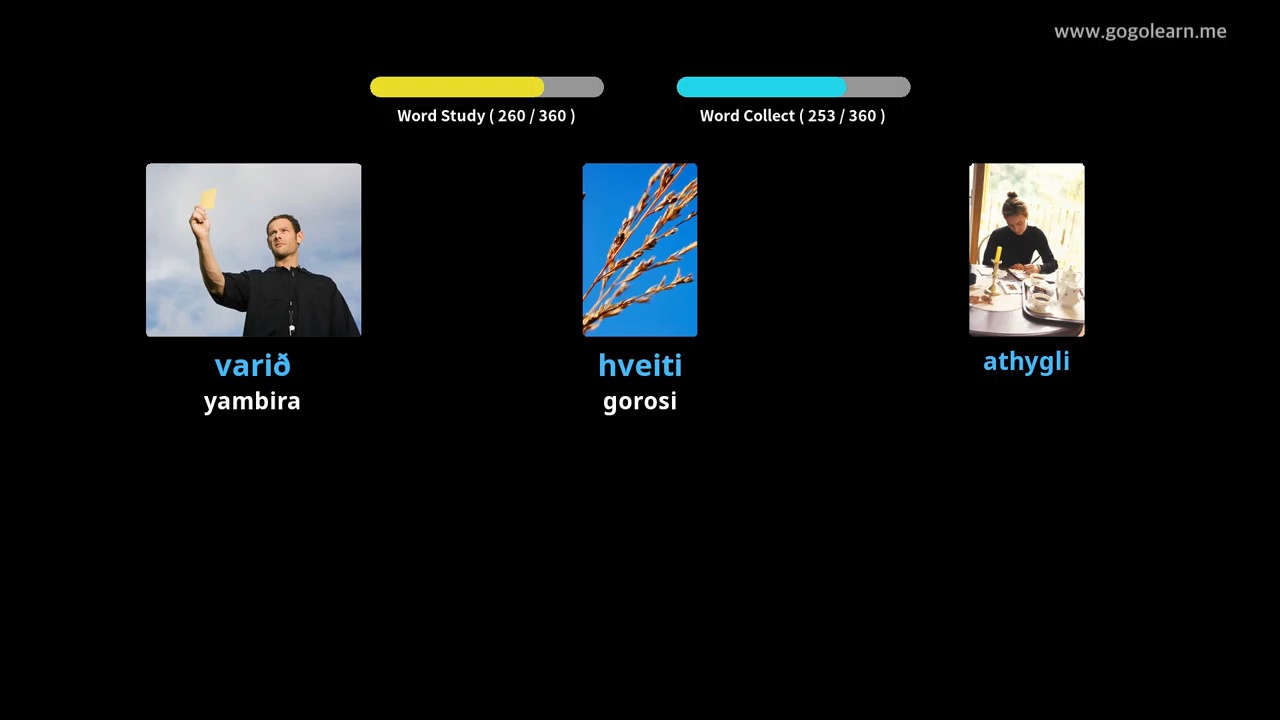 www.gogolearn.me
Word Study ( 260 / 360 )
Word Collect ( 253 / 360 )
varið
yambira
hveiti
gorosi
athygli